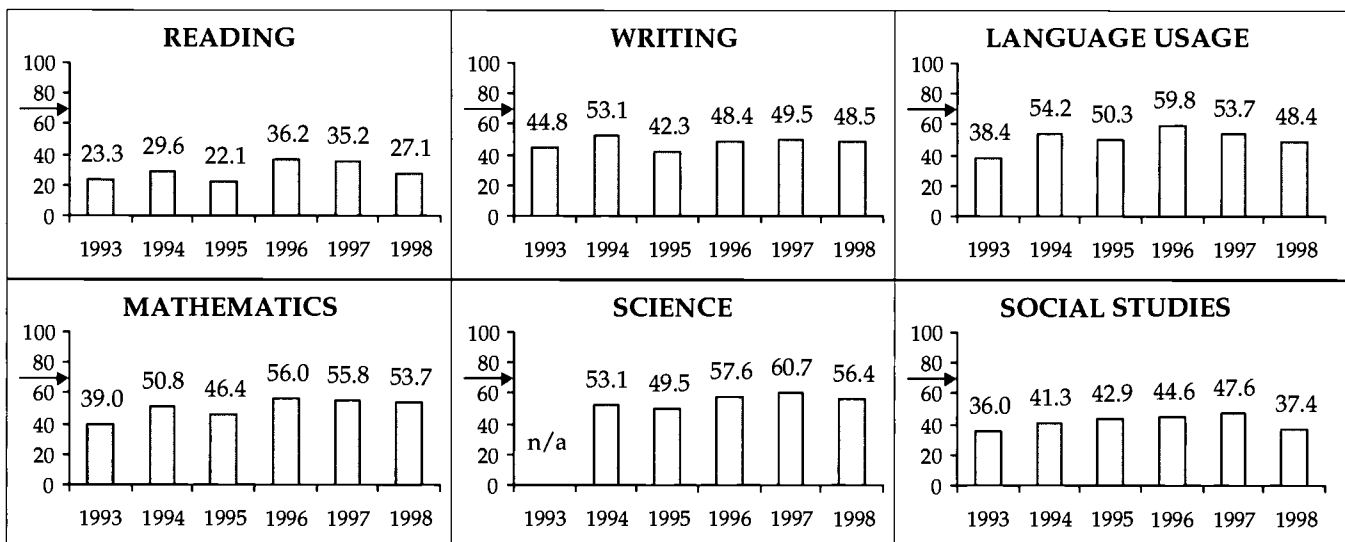 READING
100
80
60
40
20
0
23.3 29.6 22.1 36.2 35.2 27.1
1993 1994 1995 1996 1997 1998
WRITING
100
80
60
40
20
0
44.8 53.1 42.3 48.4 49.5 48.5
1993 1994 1995 1996 1997 1998
LANGUAGE USAGE
100
80
60
40
20
0
38.4 54.2 50.3 59.8 53.7 48.4
1993 1994 1995 1996 1997 1998
MATHEMATICS
100
80
60
40
20
0
39.0 50.8 46.4 56.0 55.8 53.7
1993 1994 1995 1996 1997 1998
SCIENCE
100
80
60
40
20
0
n/a 53.1 49.5 57.6 60.7 56.4
1993 1994 1995 1996 1997 1998
SOCIAL STUDIES
100
80
60
40
20
0
36.0 41.3 42.9 44.6 47.6 37.4
1993 1994 1995 1996 1997 1998